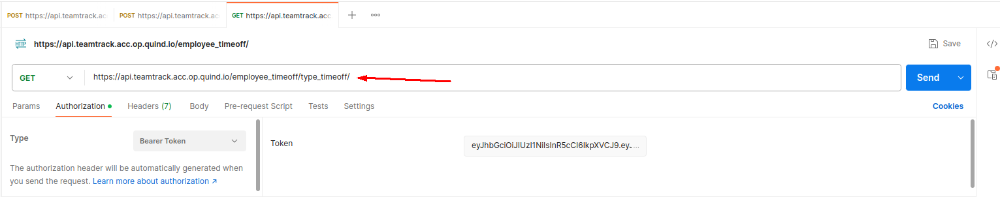 POST https://api.teamtrack.ac POST https://api.teamtrack.ac GET https://api.teamtrack.acc
HTTP https://api.teamtrack.acc.op.quind.io/employee_timeoff/ Save </>
GET https://api.teamtrack.acc.op.quind.io/employee_timeoff/type_timeoff/ Send
Params Authorization Headers (7) Body Pre-request Script Tests Settings Cookies
Type Bearer Token Token eyJhbGciOiJIUzI1NiIsInR5cCI6IkpXVCJ9.eyJ...
The authorization header will be automatically generated when
you send the request. Learn more about authorization ↗